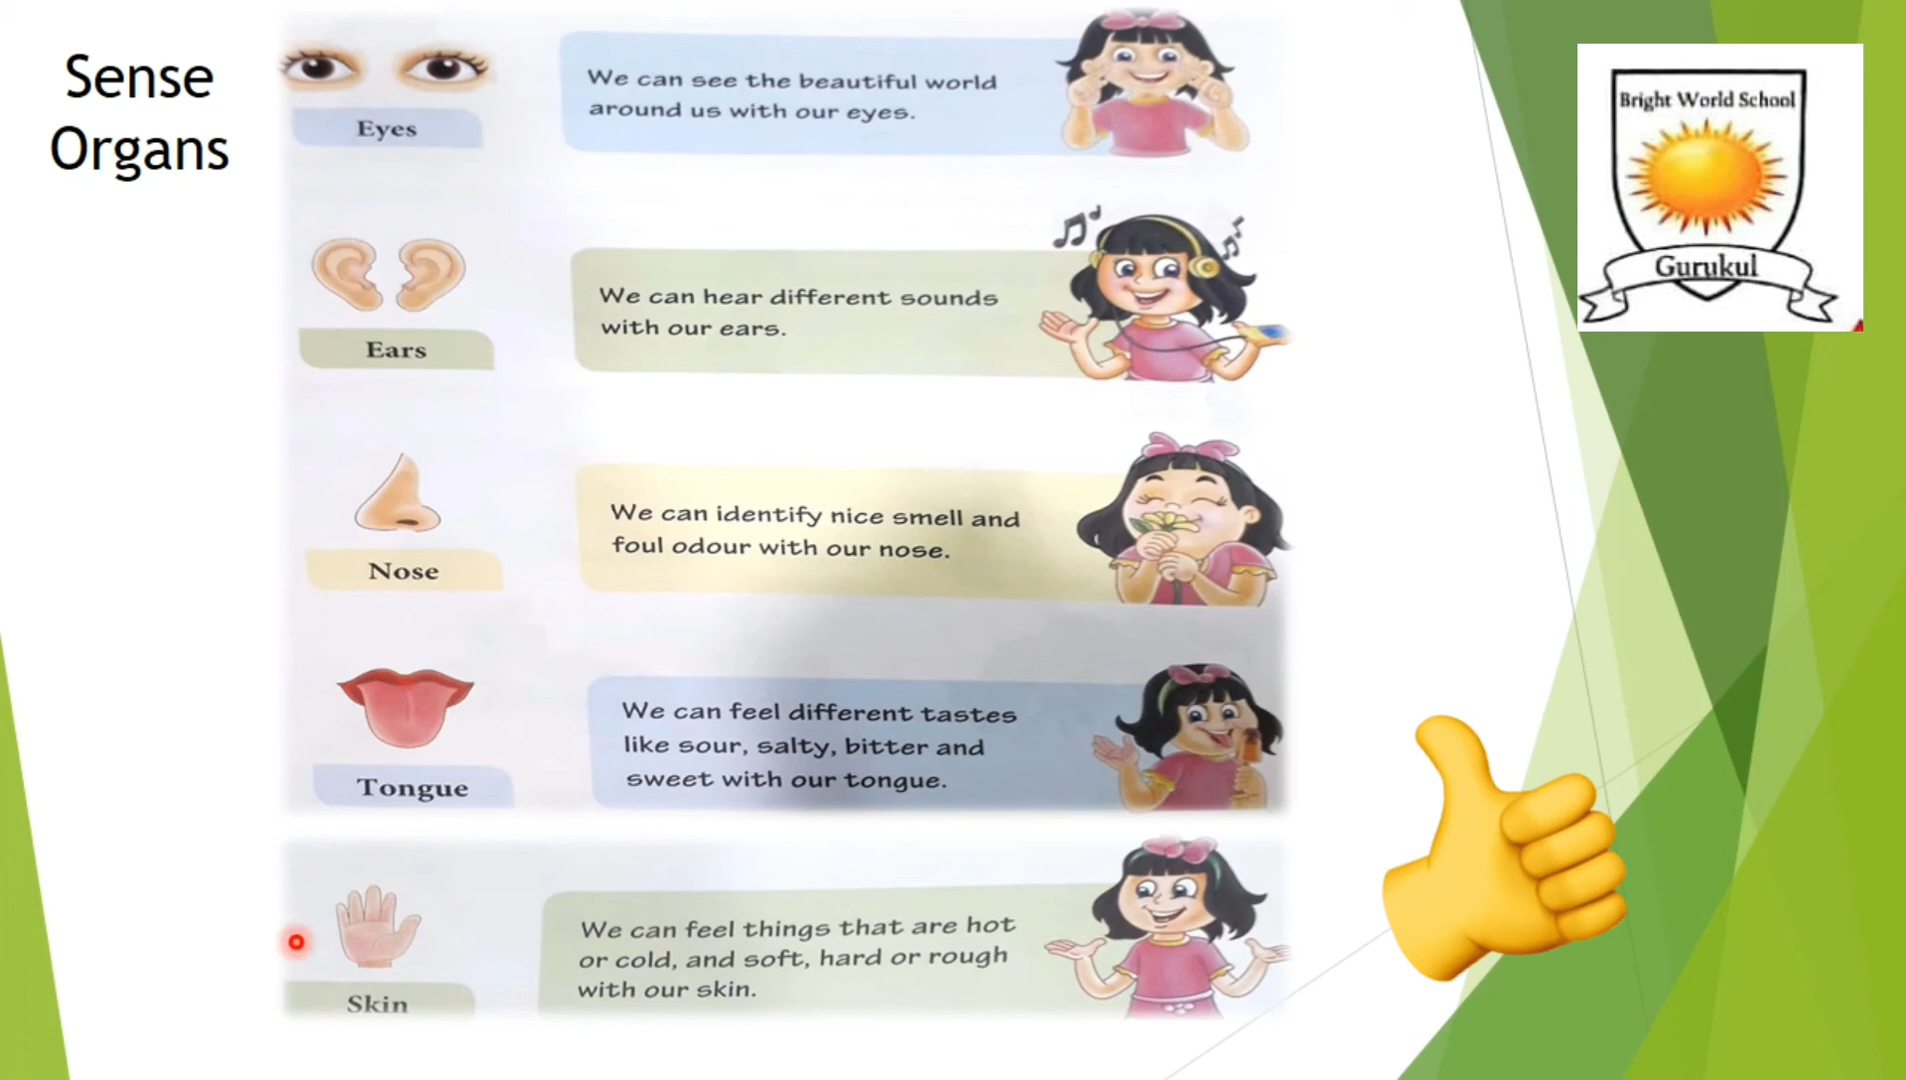 Sense
Organs
Eyes
We can see the beautiful world
around us with our eyes.
Ears
We can hear different sounds
with our ears.
Nose
We can identify nice smell and
foul odour with our nose.
Tongue
We can feel different tastes
like sour, salty, bitter and
sweet with our tongue.
Skin
We can feel things that are hot
or cold, and soft, hard or rough
with our skin.
Bright World School
Gurukul